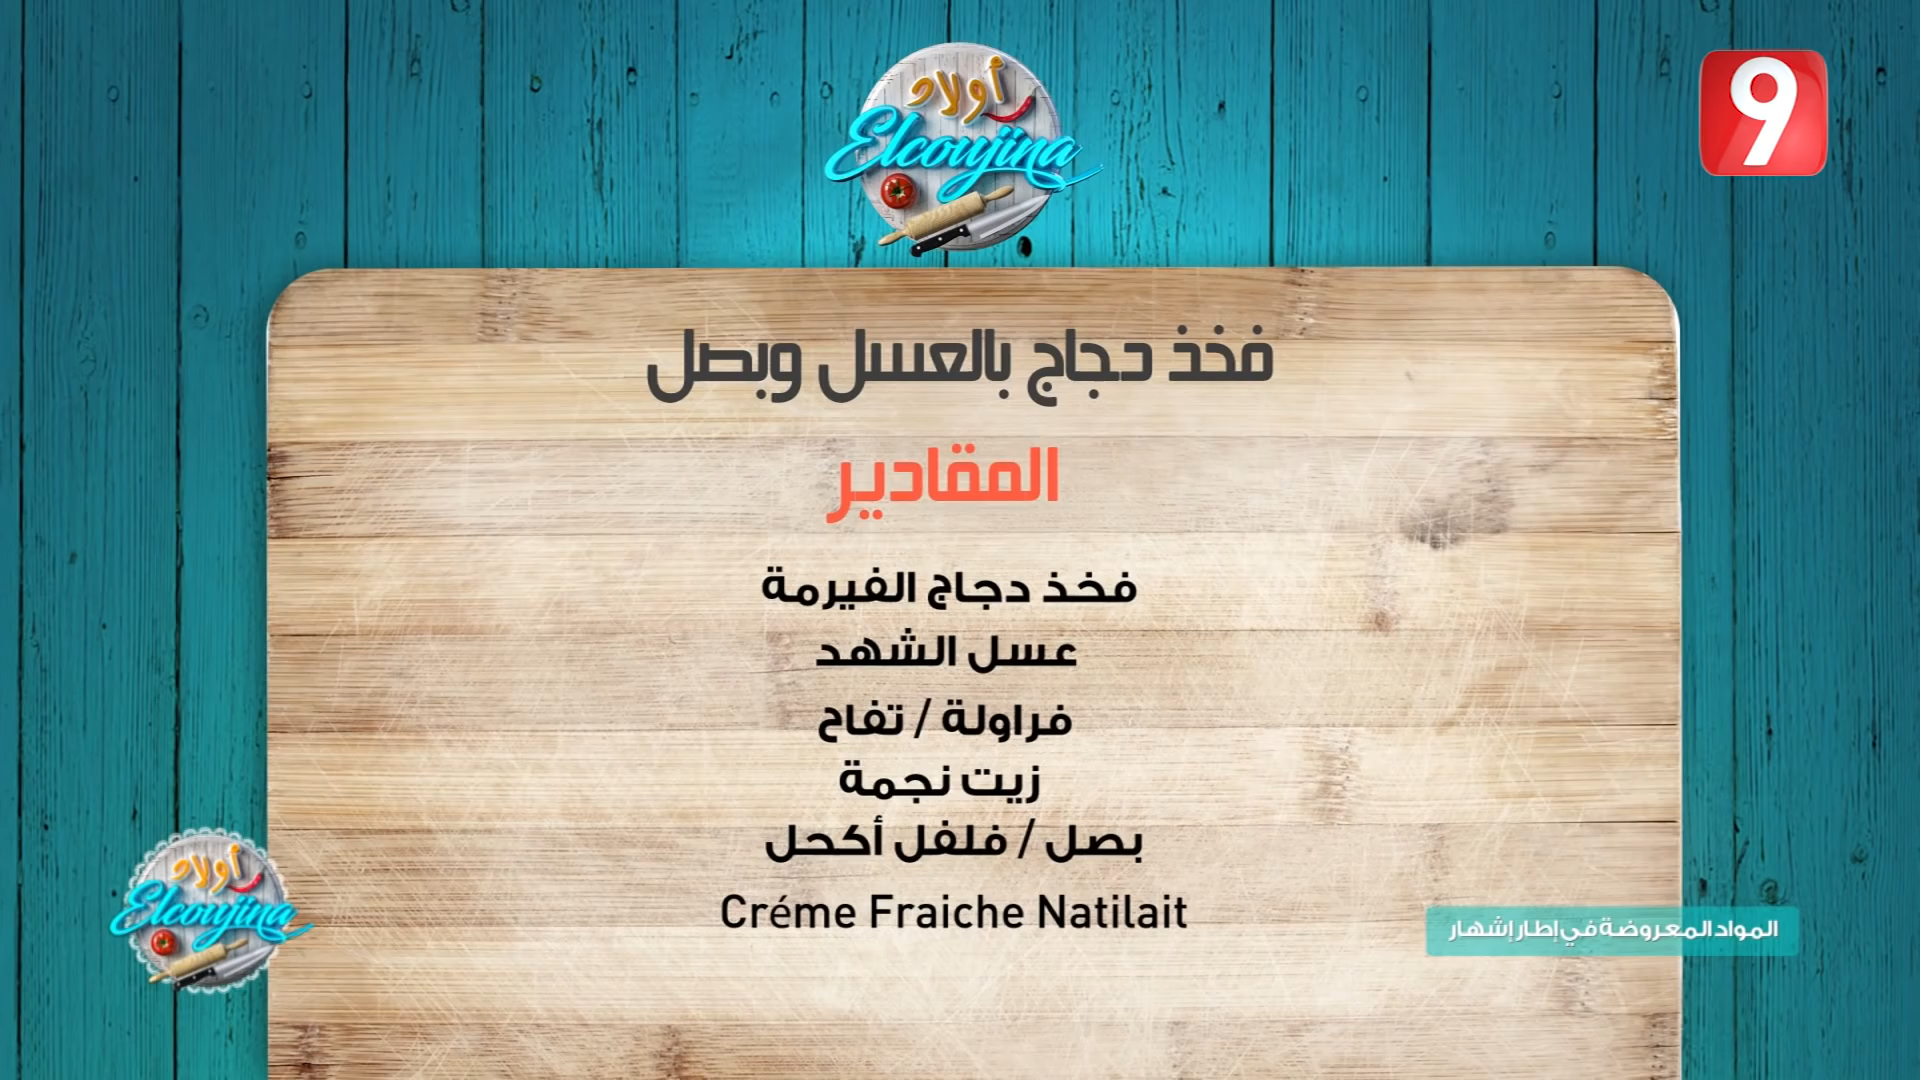 أولاد
Elcoujina
9
فخذ دجاج بالعسل وبصل
المقادير
فخذ دجاج الفيرمة
عسل الشهد
فراولة / تفاح
زيت نجمة
بصل / فلفل أكحل
Créme Fraiche Natilait
أولاد
Elcoujina
المواد المعروضة في إطار إشهار